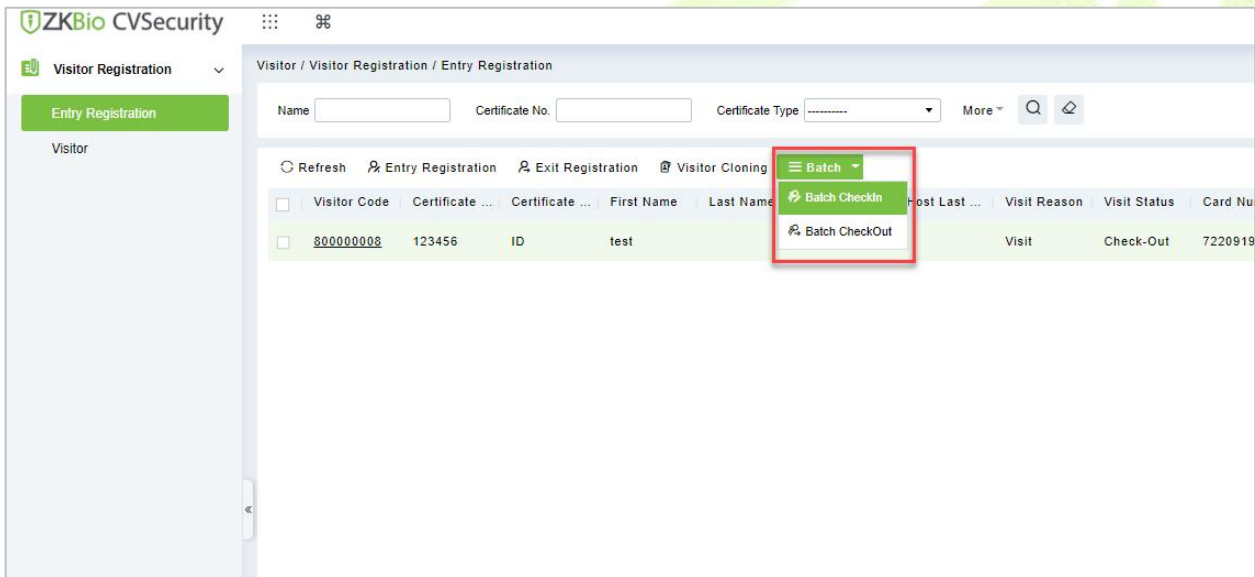 ZKBio CVSecurity
Visitor Registration
Entry Registration
Visitor
Visitor / Visitor Registration / Entry Registration
Name Certificate No. Certificate Type ---------- More
Refresh Entry Registration Exit Registration Visitor Cloning Batch
Batch CheckIn
Batch CheckOut
Visitor Code Certificate ... Certificate ... First Name Last Name Host Last ... Visit Reason Visit Status Card Nu
800000008 123456 ID test Visit Check-Out 7220919